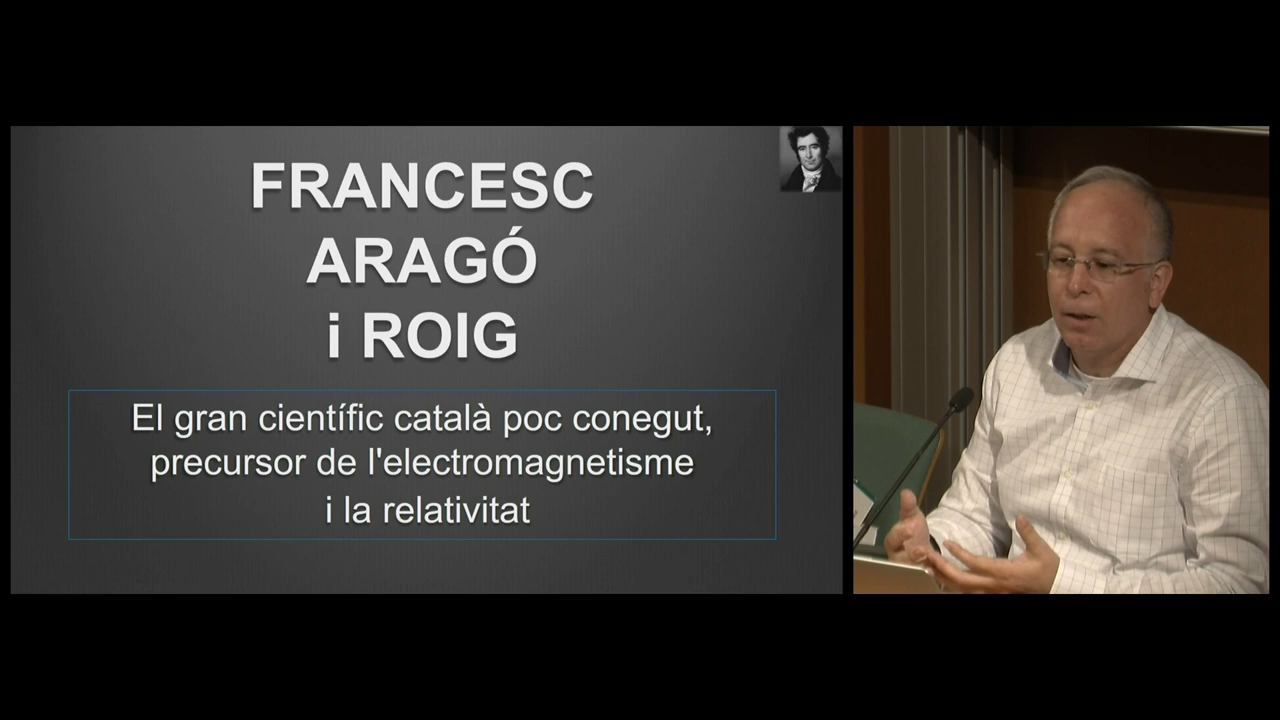 FRANCESC
ARAGÓ
i ROIG
El gran científic català poc conegut,
precursor de l'electromagnetisme
i la relativitat